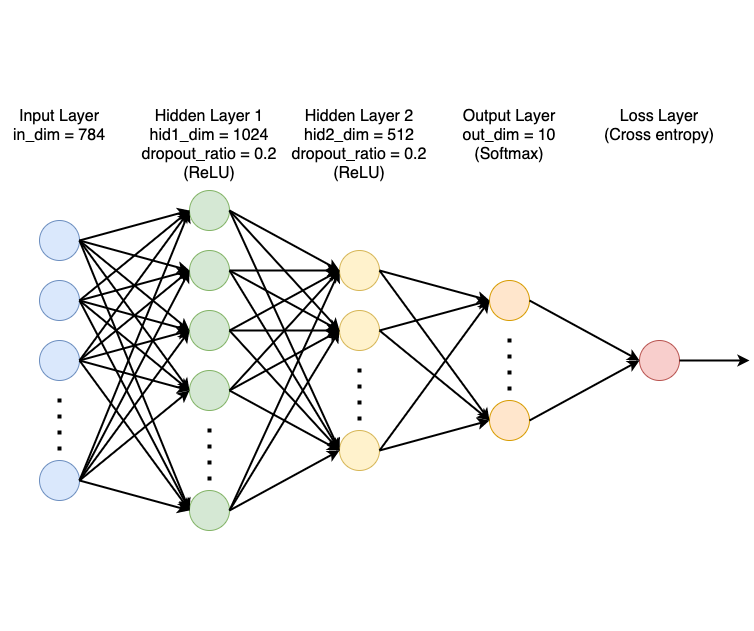 Input Layer
in_dim = 784
Hidden Layer 1
hid1_dim = 1024
dropout_ratio = 0.2
(ReLU)
Hidden Layer 2
hid2_dim = 512
dropout_ratio = 0.2
(ReLU)
Output Layer
out_dim = 10
(Softmax)
Loss Layer
(Cross entropy)